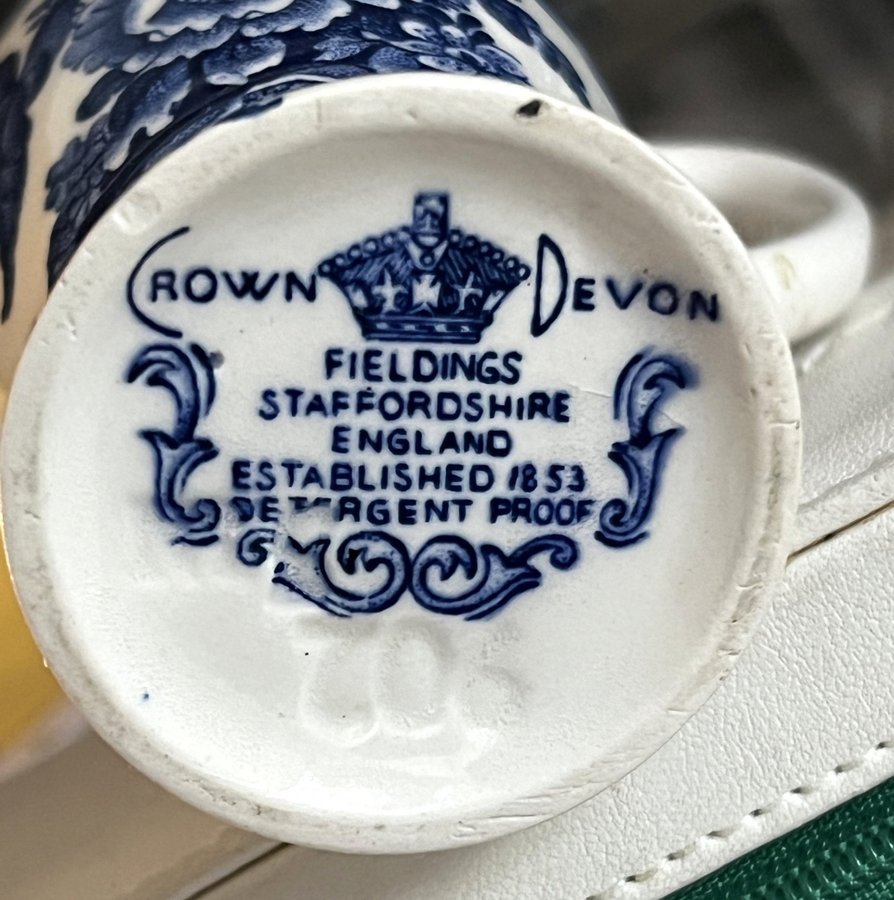 CROWN DEVON
FIELDINGS
STAFFORDSHIRE
ENGLAND
ESTABLISHED 1853
DETERGENT PROOF